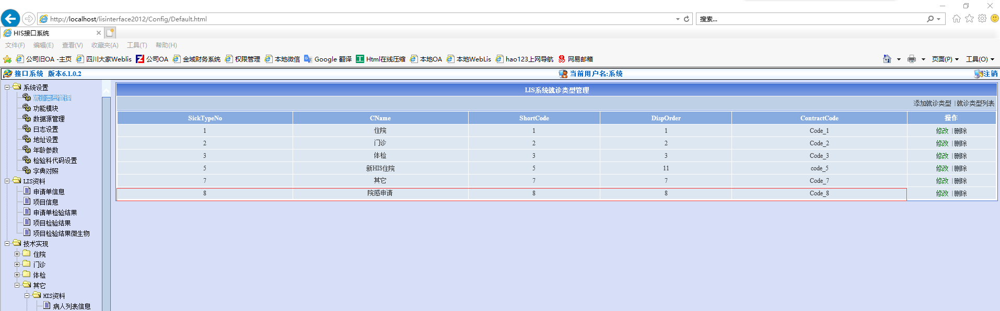 http://localhost/lisinterface2012/Config/Default.html
搜索...
HIS接口系统
文件(F) 编辑(E) 查看(V) 收藏夹(A) 工具(T) 帮助(H)
公司旧OA -主页 四川大家Weblis 公司OA 金域财务系统 权限管理 本地微信 Google 翻译 Html在线压缩 本地OA 本地WebLis hao123上网导航 网易邮箱 页面(P) 工具(O)
接口系统 版本6.1.0.2 当前用户名:系统 注销
系统设置
就诊类型管理
功能模块
数据源管理
日志设置
地址设置
年龄参数
检验科代码设置
字典对照
LIS资料
申请单信息
项目信息
申请单检验结果
项目检验结果
项目检验结果微生物
技术实现
住院
门诊
体检
其它
HIS资料
病人列表信息
LIS系统就诊类型管理
添加就诊类型 |就诊类型列表
SickTypeNo CName ShortCode DispOrder ContractCode 操作
1 住院 1 1 Code_1 修改 |删除
2 门诊 2 2 Code_2 修改 |删除
3 体检 3 3 Code_3 修改 |删除
5 新HIS住院 5 11 code_5 修改 |删除
7 其它 7 7 Code_7 修改 |删除
8 院感申请 8 8 Code_8 修改 |删除